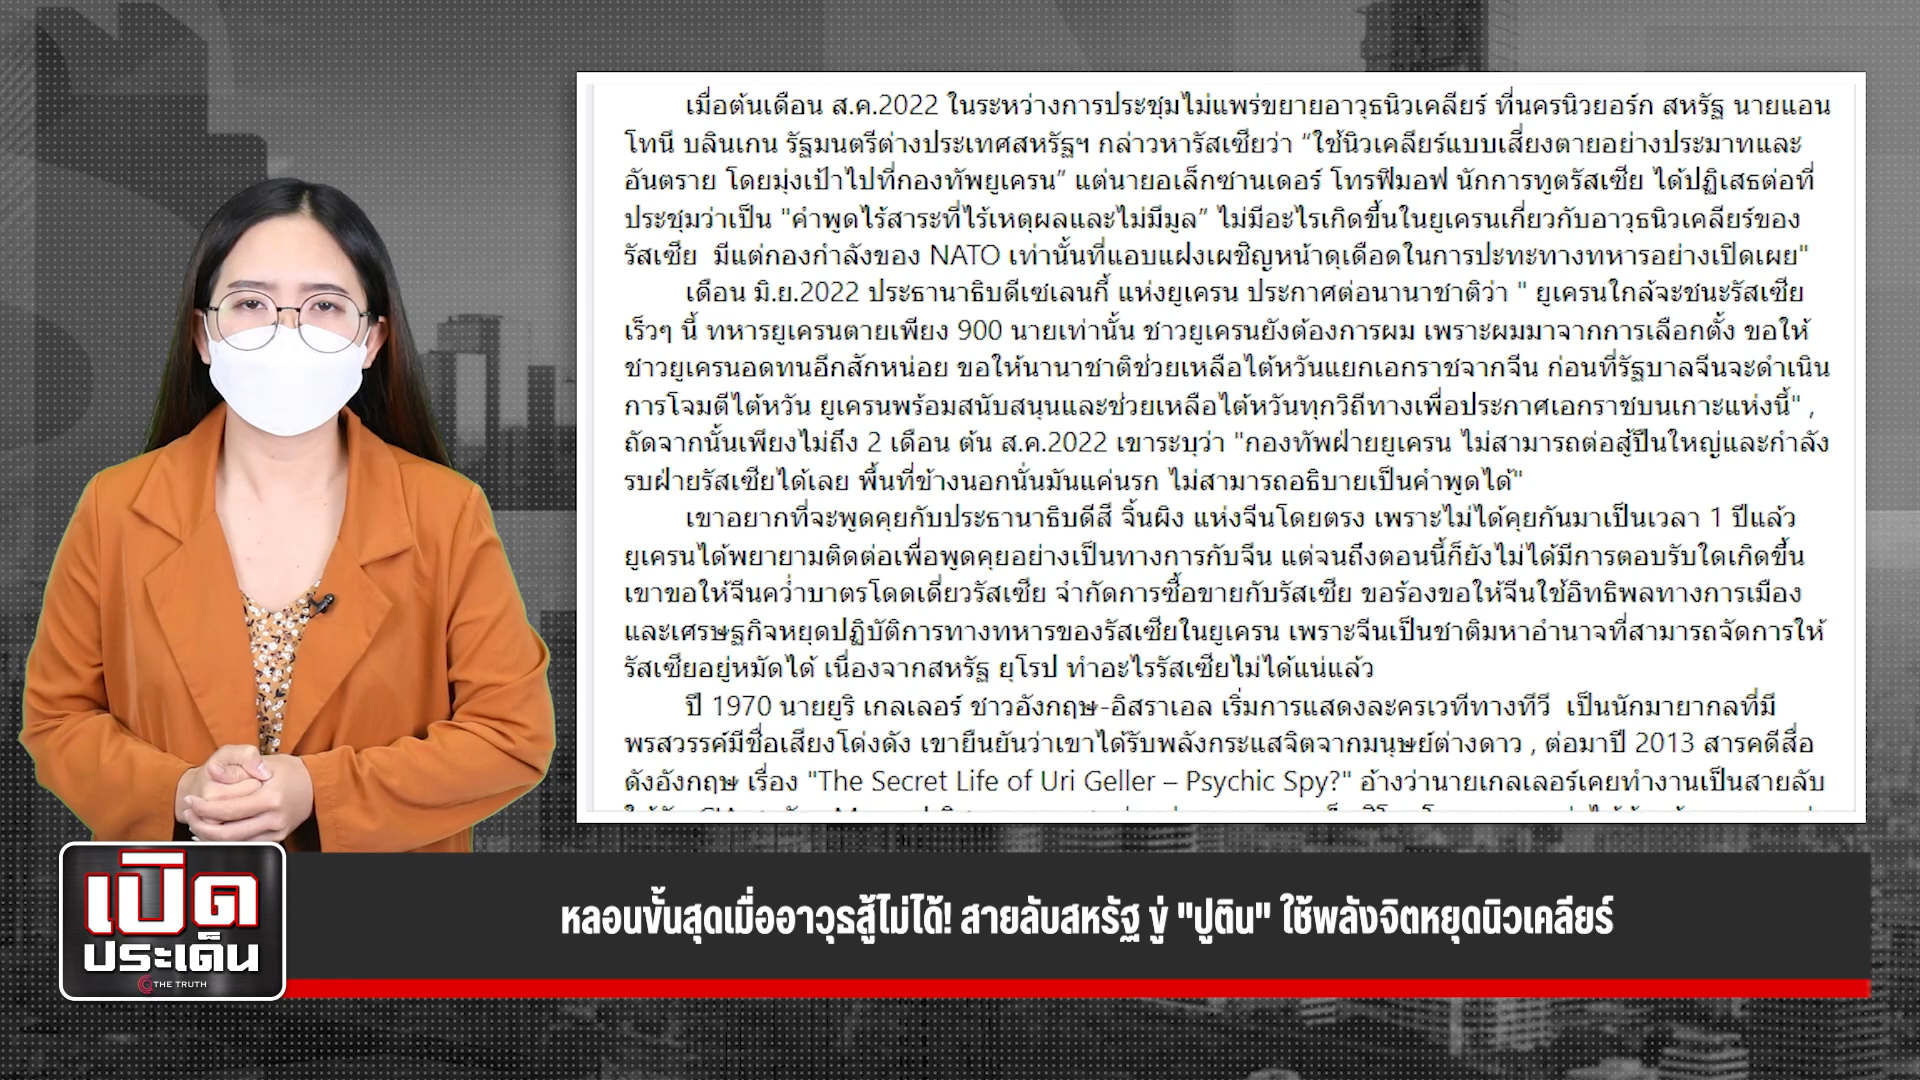 เมื่อต้นเดือน ส.ค.2022 ในระหว่างการประชุมไม่แพร่ขยายอาวุธนิวเคลียร์ ที่นครนิวยอร์ก สหรัฐ นายแอน
โทนี บลินเกน รัฐมนตรีต่างประเทศสหรัฐฯ กล่าวหารัสเซียว่า “ใช้นิวเคลียร์แบบเสี่ยงตายอย่างประมาทและ
อันตราย โดยมุ่งเป้าไปที่กองทัพยูเครน” แต่นายอเล็กซานเดอร์ โทรฟิมอฟ นักการทูตรัสเซีย ได้ปฏิเสธต่อที่
ประชุมว่าเป็น "คำพูดไร้สาระที่ไร้เหตุผลและไม่มีมูล” ไม่มีอะไรเกิดขึ้นในยูเครนเกี่ยวกับอาวุธนิวเคลียร์ของ
รัสเซีย มีแต่กองกำลังของ NATO เท่านั้นที่แอบแฝงเผชิญหน้าดุเดือดในการปะทะทางทหารอย่างเปิดเผย"
เดือน มิ.ย.2022 ประธานาธิบดีเซเลนกี้ แห่งยูเครน ประกาศต่อนานาชาติว่า " ยูเครนใกล้จะชนะรัสเซีย
เร็วๆ นี้ ทหารยูเครนตายเพียง 900 นายเท่านั้น ชาวยูเครนยังต้องการผม เพราะผมมาจากการเลือกตั้ง ขอให้
ชาวยูเครนอดทนอีกสักหน่อย ขอให้นานาชาติช่วยเหลือไต้หวันแยกเอกราชจากจีน ก่อนที่รัฐบาลจีนจะดำเนิน
การโจมตีไต้หวัน ยูเครนพร้อมสนับสนุนและช่วยเหลือไต้หวันทุกวิถีทางเพื่อประกาศเอกราชบนเกาะแห่งนี้" ,
ถัดจากนั้นเพียงไม่ถึง 2 เดือน ต้น ส.ค.2022 เขาระบุว่า "กองทัพฝ่ายยูเครน ไม่สามารถต่อสู้ปืนใหญ่และกำลัง
รบฝ่ายรัสเซียได้เลย พื้นที่ข้างนอกนั่นมันแค่นรก ไม่สามารถอธิบายเป็นคำพูดได้"
เขาอยากที่จะพูดคุยกับประธานาธิบดีสี จิ้นผิง แห่งจีนโดยตรง เพราะไม่ได้คุยกันมาเป็นเวลา 1 ปีแล้ว
ยูเครนได้พยายามติดต่อเพื่อพูดคุยอย่างเป็นทางการกับจีน แต่จนถึงตอนนี้ก็ยังไม่ได้มีการตอบรับใดเกิดขึ้น
เขาขอให้จีนคว่ำบาตรโดดเดี่ยวรัสเซีย จำกัดการซื้อขายกับรัสเซีย ขอร้องขอให้จีนใช้อิทธิพลทางการเมือง
และเศรษฐกิจหยุดปฏิบัติการทางทหารของรัสเซียในยูเครน เพราะจีนเป็นชาติมหาอำนาจที่สามารถจัดการให้
รัสเซียอยู่หมัดได้ เนื่องจากสหรัฐ ยุโรป ทำอะไรรัสเซียไม่ได้แน่แล้ว
ปี 1970 นายยูริ เกลเลอร์ ชาวอังกฤษ-อิสราเอล เริ่มการแสดงละครเวทีทางทีวี เป็นนักมายากลที่มี
พรสวรรค์มีชื่อเสียงโด่งดัง เขายืนยันว่าเขาได้รับพลังกระแสจิตจากมนุษย์ต่างดาว , ต่อมาปี 2013 สารคดีสื่อ
ดังอังกฤษ เรื่อง "The Secret Life of Uri Geller – Psychic Spy?" อ้างว่านายเกลเลอร์เคยทำงานเป็นสายลับ
หลอนขั้นสุดเมื่ออาวุธสู้ไม่ได้! สายลับสหรัฐ ขู่ "ปูติน" ใช้พลังจิตหยุดนิวเคลียร์
เปิด
ประเด็น
THE TRUTH